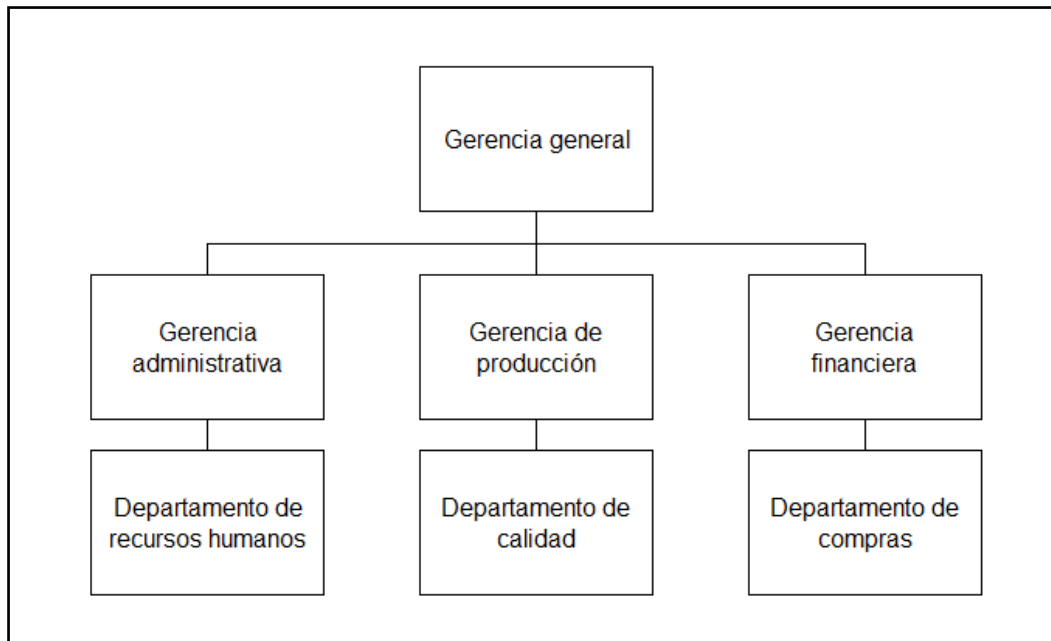 Gerencia general
Gerencia
administrativa
Gerencia de
producción
Gerencia
financiera
Departamento de
recursos humanos
Departamento de
calidad
Departamento de
compras